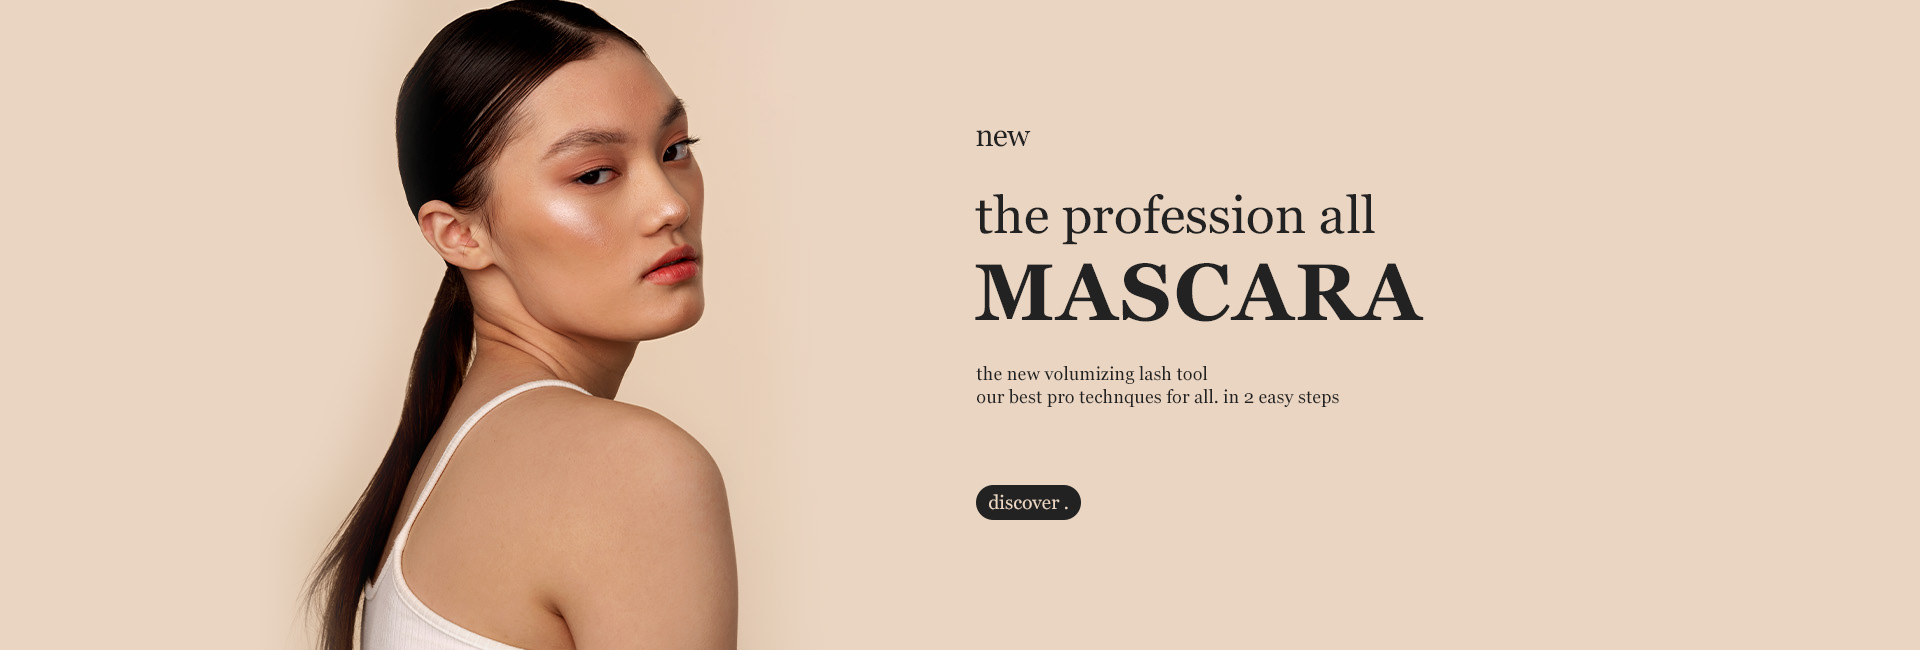 new
the profession all
MASCARA
the new volumizing lash tool
our best pro technques for all. in 2 easy steps
discover .